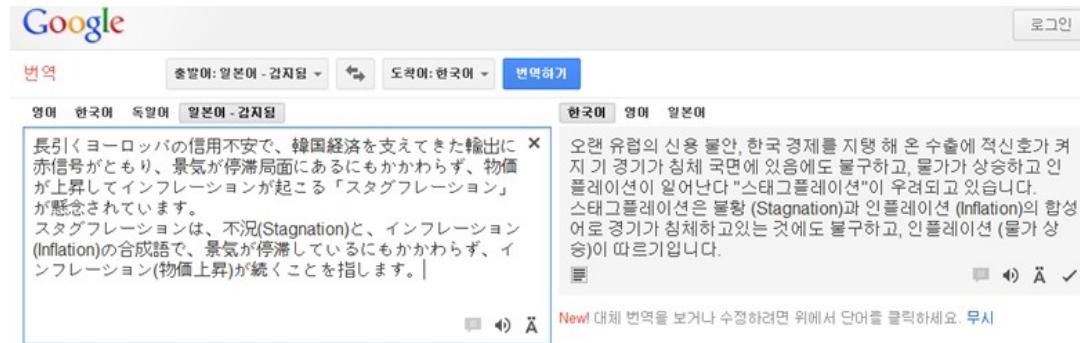 Google
로그인
번역
출발어: 일본어 - 감지됨
도착어: 한국어
번역하기
영어 한국어 독일어 일본어 - 감지됨
長引くヨーロッパの信用不安で、韓国経済を支えてきた輸出に
赤信号がともり、景気が停滞局面にあるにもかかわらず、物価
が上昇してインフレーションが起こる「スタグフレーション」
が懸念されています。
スタグフレーションは、不況(Stagnation)と、インフレーション
(Inflation)の合成語で、景気が停滞しているにもかかわらず、イ
ンフレーション(物価上昇)が続くことを指します。
한국어 영어 일본어
오랜 유럽의 신용 불안, 한국 경제를 지탱 해 온 수출에 적신호가 켜
지 기 경기가 침체 국면에 있음에도 불구하고, 물가가 상승하고 인
플레이션이 일어난다 "스태그플레이션"이 우려되고 있습니다.
스태그플레이션은 불황 (Stagnation)과 인플레이션 (Inflation)의 합성
어로 경기가 침체하고있는 것에도 불구하고, 인플레이션 (물가 상
승)이 따르기입니다.
Ä
Ä
New! 대체 번역을 보거나 수정하려면 위에서 단어를 클릭하세요. 무시